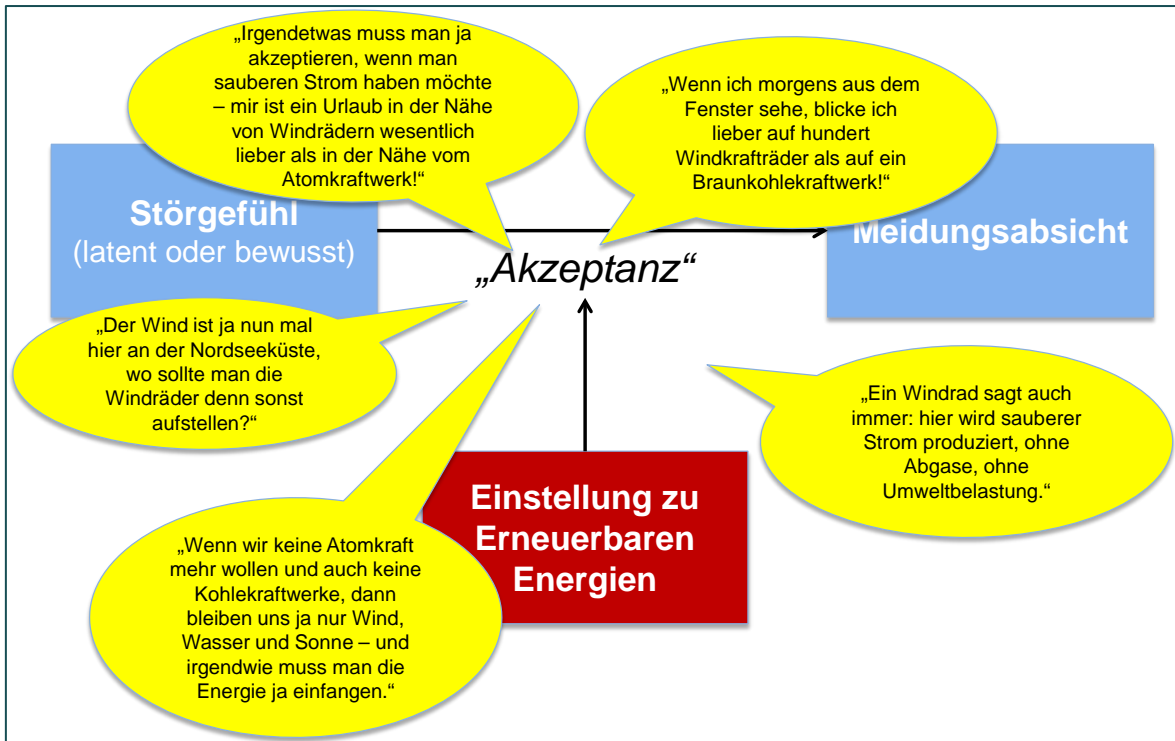 „Irgendetwas muss man ja
akzeptieren, wenn man
sauberen Strom haben möchte
– mir ist ein Urlaub in der Nähe
von Windrädern wesentlich
lieber als in der Nähe vom
Atomkraftwerk!“
„Wenn ich morgens aus dem
Fenster sehe, blicke ich
lieber auf hundert
Windkrafträder als auf ein
Braunkohlekraftwerk!“
Störgefühl
(latent oder bewusst)
Meidungsabsicht
„Akzeptanz“
„Der Wind ist ja nun mal
hier an der Nordseeküste,
wo sollte man die
Windräder denn sonst
aufstellen?“
„Ein Windrad sagt auch
immer: hier wird sauberer
Strom produziert, ohne
Abgase, ohne
Umweltbelastung.“
Einstellung zu
Erneuerbaren
Energien
„Wenn wir keine Atomkraft
mehr wollen und auch keine
Kohlekraftwerke, dann
bleiben uns ja nur Wind,
Wasser und Sonne – und
irgendwie muss man die
Energie ja einfangen.“